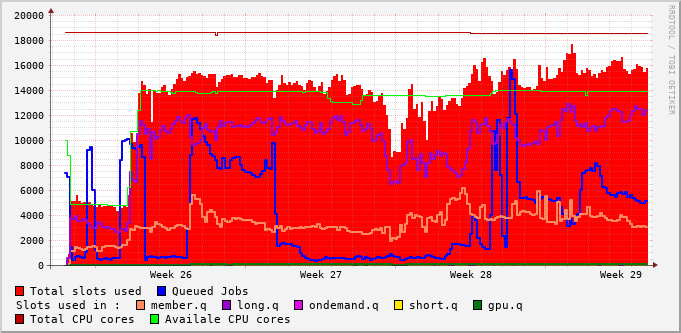 20000
18000
16000
14000
12000
10000
8000
6000
4000
2000
0
Week 26 Week 27 Week 28 Week 29
RRDTOOL / TOBI OETIKER
Total slots used Queued Jobs
Slots used in : member.q long.q ondemand.q short.q gpu.q
Total CPU cores Availale CPU cores